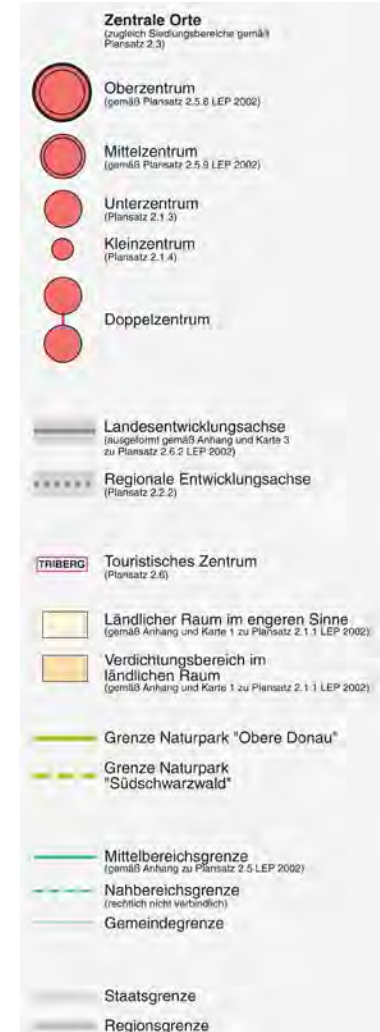 Zentrale Orte
(zugleich Siedlungsbereiche gemäß
Plansatz 2.3)
Oberzentrum
(gemäß Plansatz 2.5.8 LEP 2002)
Mittelzentrum
(gemäß Plansatz 2.5.9 LEP 2002)
Unterzentrum
(Plansatz 2.1.3)
Kleinzentrum
(Plansatz 2.1.4)
Doppelzentrum
Landesentwicklungsachse
(ausgeformt gemäß Anhang und Karte 3
zu Plansatz 2.6.2 LEP 2002)
Regionale Entwicklungsachse
(Plansatz 2.2.2)
TRIBERG
Touristisches Zentrum
(Plansatz 2.6)
Ländlicher Raum im engeren Sinne
(gemäß Anhang und Karte 1 zu Plansatz 2.1.1 LEP 2002)
Verdichtungsbereich im
ländlichen Raum
(gemäß Anhang und Karte 1 zu Plansatz 2.1.1 LEP 2002)
Grenze Naturpark "Obere Donau"
Grenze Naturpark
"Südschwarzwald"
Mittelbereichsgrenze
(gemäß Anhang zu Plansatz 2.5 LEP 2002)
Nahbereichsgrenze
(rechtlich nicht verbindlich)
Gemeindegrenze
Staatsgrenze
Regionsgrenze